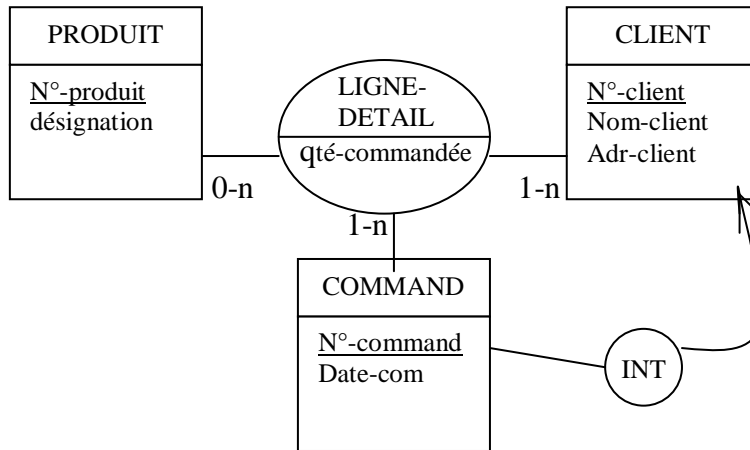 PRODUIT
N°-produit
désignation
LIGNE-
DETAIL
qté-commandée
CLIENT
N°-client
Nom-client
Adr-client
0-n
1-n
1-n
COMMAND
N°-command
Date-com
INT